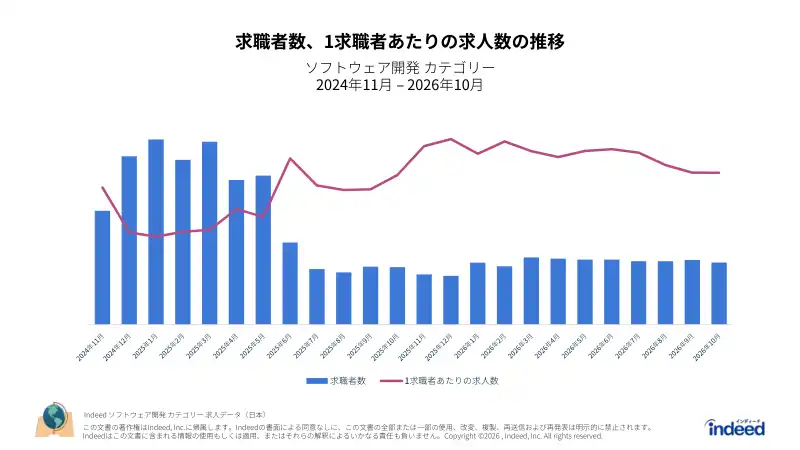 求職者数、1求職者あたりの求人数の推移
ソフトウェア開発 カテゴリー
2024年11月 – 2026年10月
2024年11月
2024年12月
2025年1月
2025年2月
2025年3月
2025年4月
2025年5月
2025年6月
2025年7月
2025年8月
2025年9月
2025年10月
2025年11月
2025年12月
2026年1月
2026年2月
2026年3月
2026年4月
2026年5月
2026年6月
2026年7月
2026年8月
2026年9月
2026年10月
求職者数 1求職者あたりの求人数
Indeed ソフトウェア開発 カテゴリー 求人データ（日本）
この文書の著作権はIndeed, Inc.に帰属します。Indeedの書面による同意なしに、この文書の全部または一部の使用、改変、複製、再送信および再発表は明示的に禁止されます。
Indeedはこの文書に含まれる情報の使用もしくは適用、またはそれらの解釈によるいかなる責任も負いません。Copyright ©2026 , Indeed, Inc. All rights reserved.
インディード
indeed